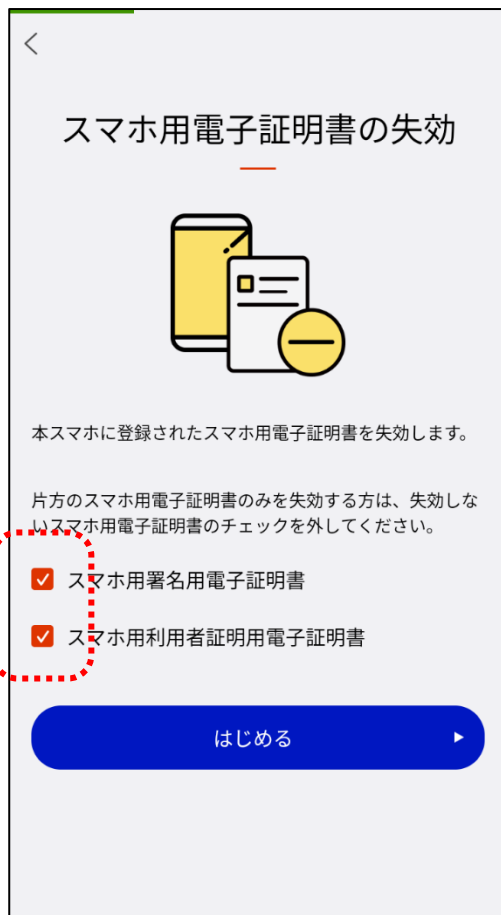 スマホ用電子証明書の失効
本スマホに登録されたスマホ用電子証明書を失効します。
片方のスマホ用電子証明書のみを失効する方は、失効しな
いスマホ用電子証明書のチェックを外してください。
スマホ用署名用電子証明書
スマホ用利用者証明用電子証明書
はじめる